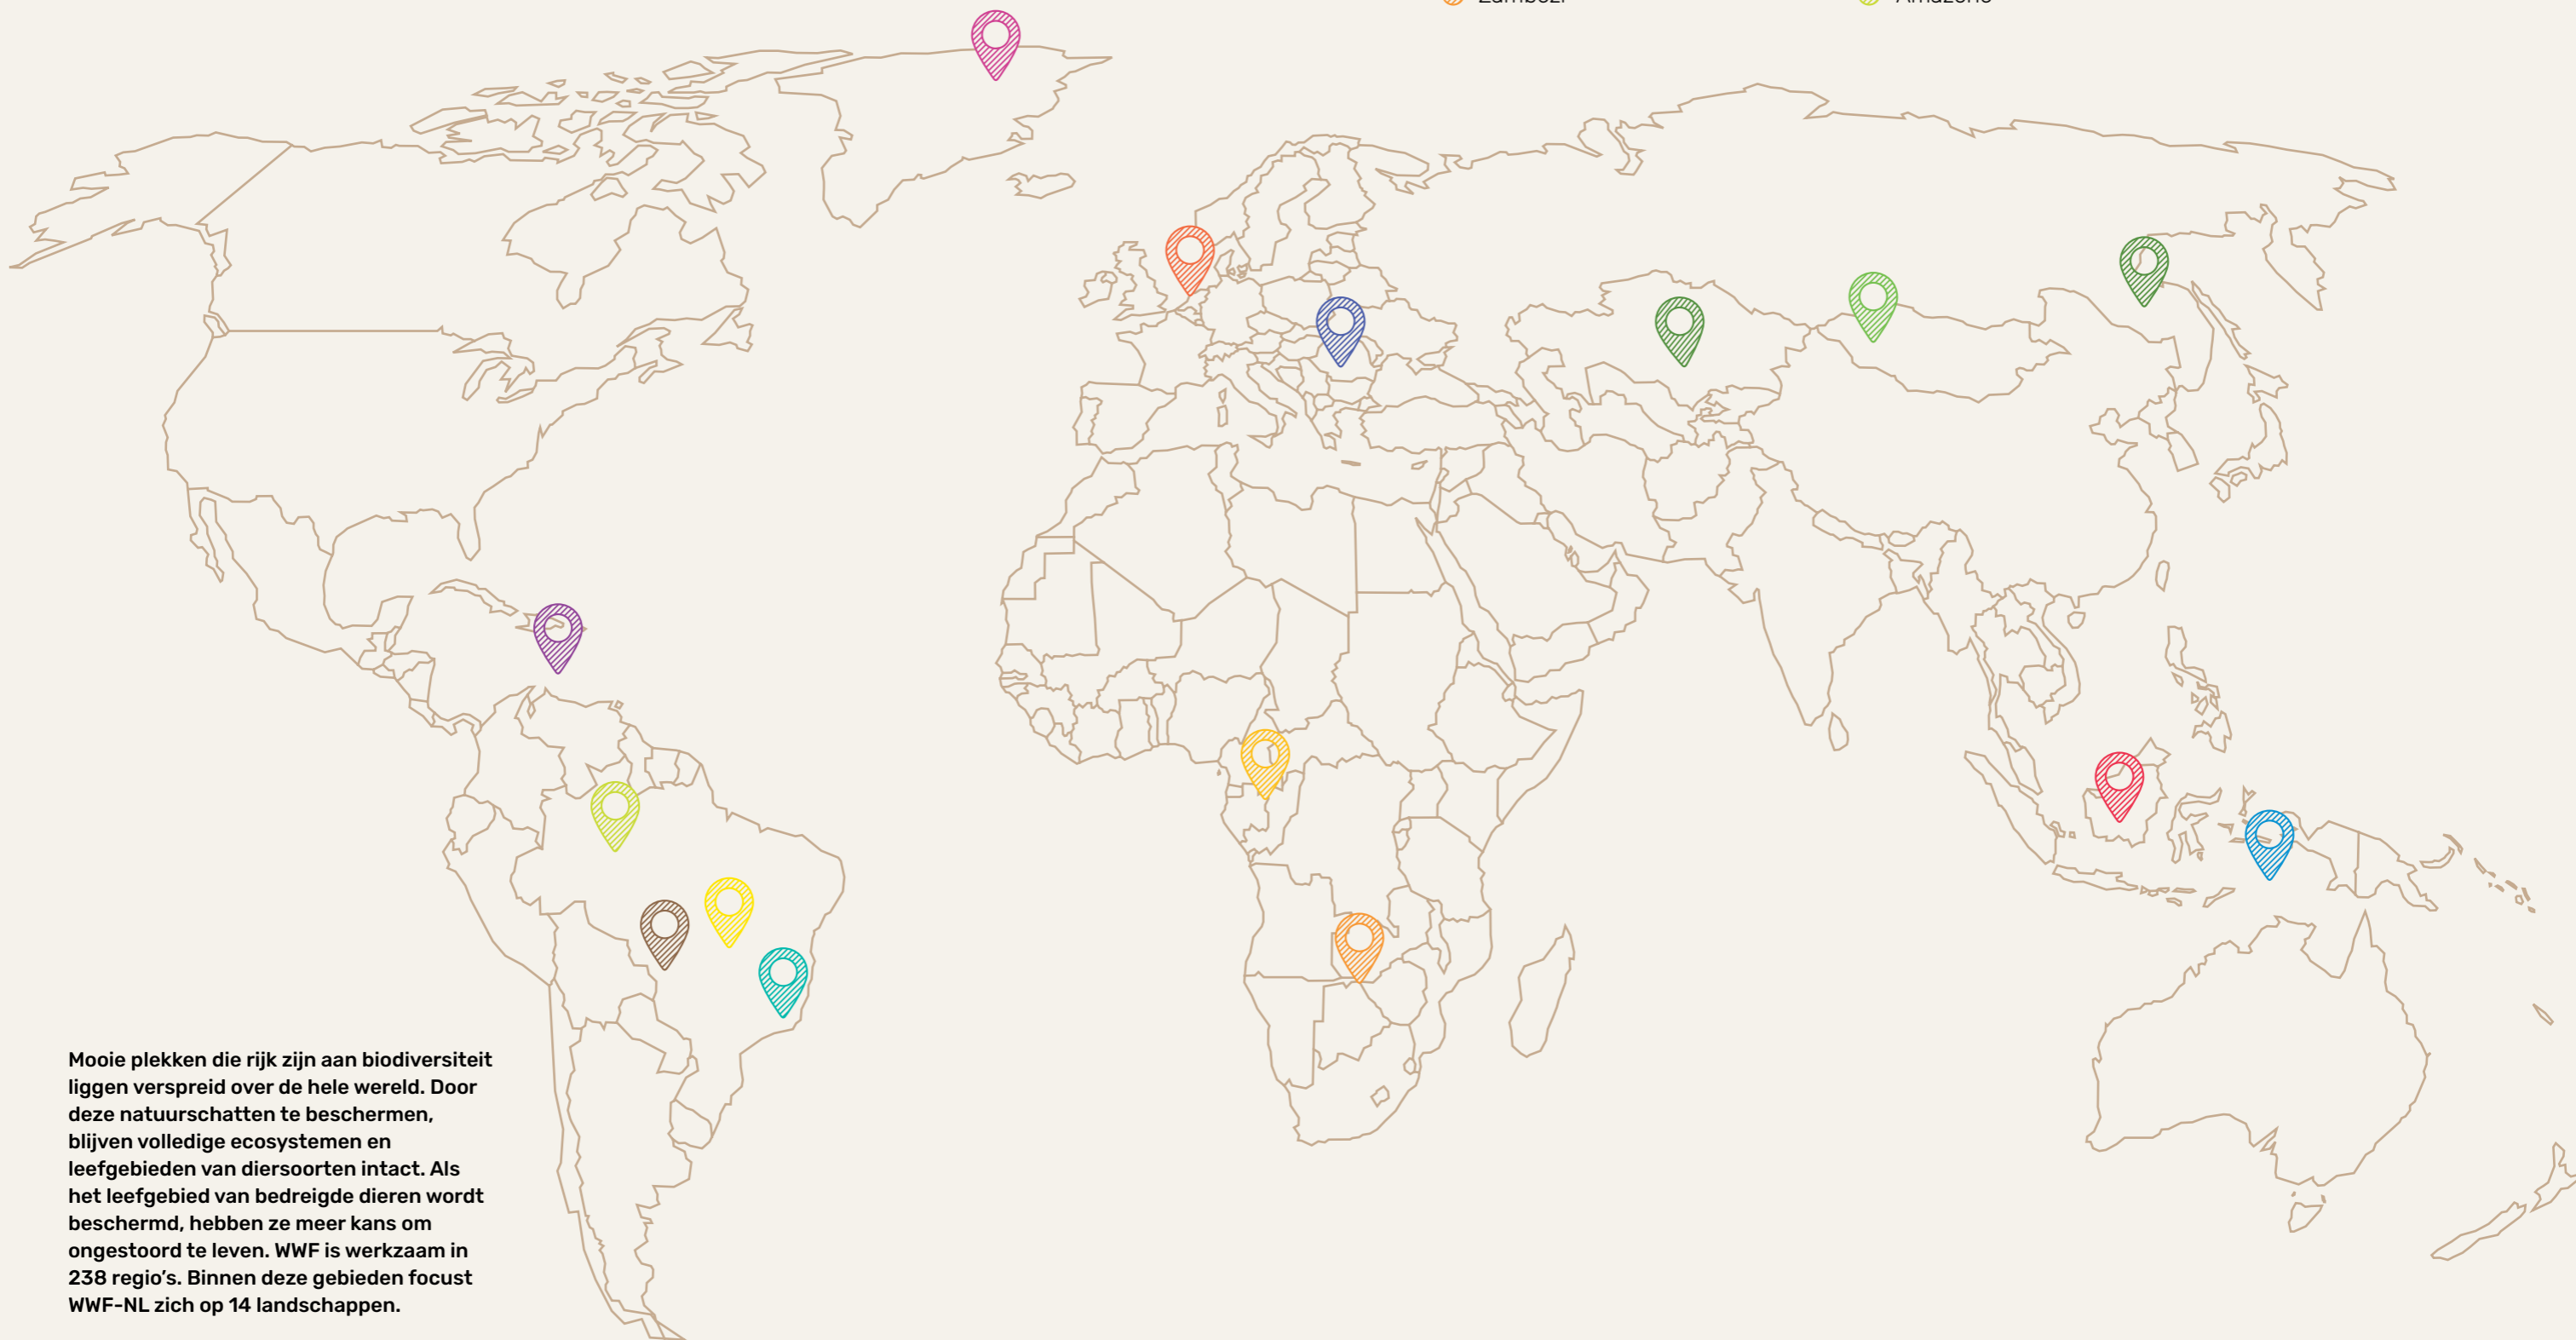 Zambezi
Amazone
Mooie plekken die rijk zijn aan biodiversiteit
liggen verspreid over de hele wereld. Door
deze natuurschatten te beschermen,
blijven volledige ecosystemen en
leefgebieden van diersoorten intact. Als
het leefgebied van bedreigde dieren wordt
beschermd, hebben ze meer kans om
ongestoord te leven. WWF is werkzaam in
238 regio’s. Binnen deze gebieden focust
WWF-NL zich op 14 landschappen.